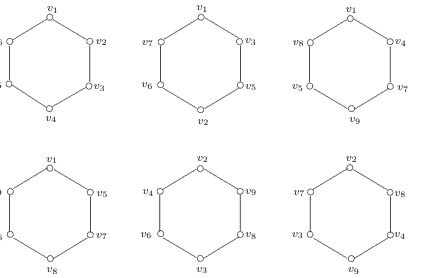 v1 v1 v1
v2 v7 v3 v8 v4
v3 v6 v5 v5 v7
v4 v2 v9
v1 v2 v2
v5 v4 v9 v7 v8
v7 v6 v8 v3 v4
v8 v3 v9